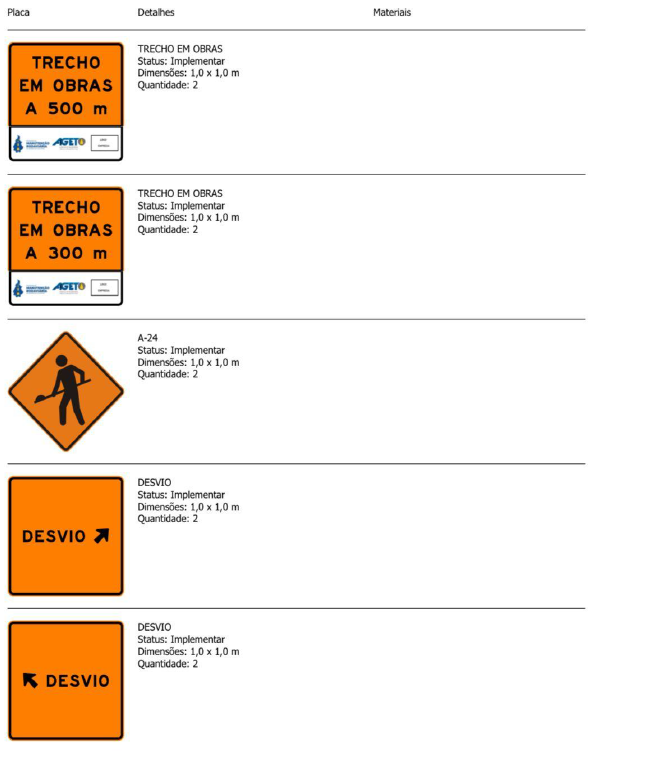 Placa Detalhes Materiais
TRECHO
EM OBRAS
A 500 m
MANUTENÇÃO
AGETO
TRECHO EM OBRAS
Status: Implementar
Dimensões: 1,0 x 1,0 m
Quantidade: 2
TRECHO
EM OBRAS
A 300 m
MANUTENÇÃO
AGETO
TRECHO EM OBRAS
Status: Implementar
Dimensões: 1,0 x 1,0 m
Quantidade: 2
A-24
Status: Implementar
Dimensões: 1,0 x 1,0 m
Quantidade: 2
DESVIO
DESVIO
Status: Implementar
Dimensões: 1,0 x 1,0 m
Quantidade: 2
DESVIO
DESVIO
Status: Implementar
Dimensões: 1,0 x 1,0 m
Quantidade: 2